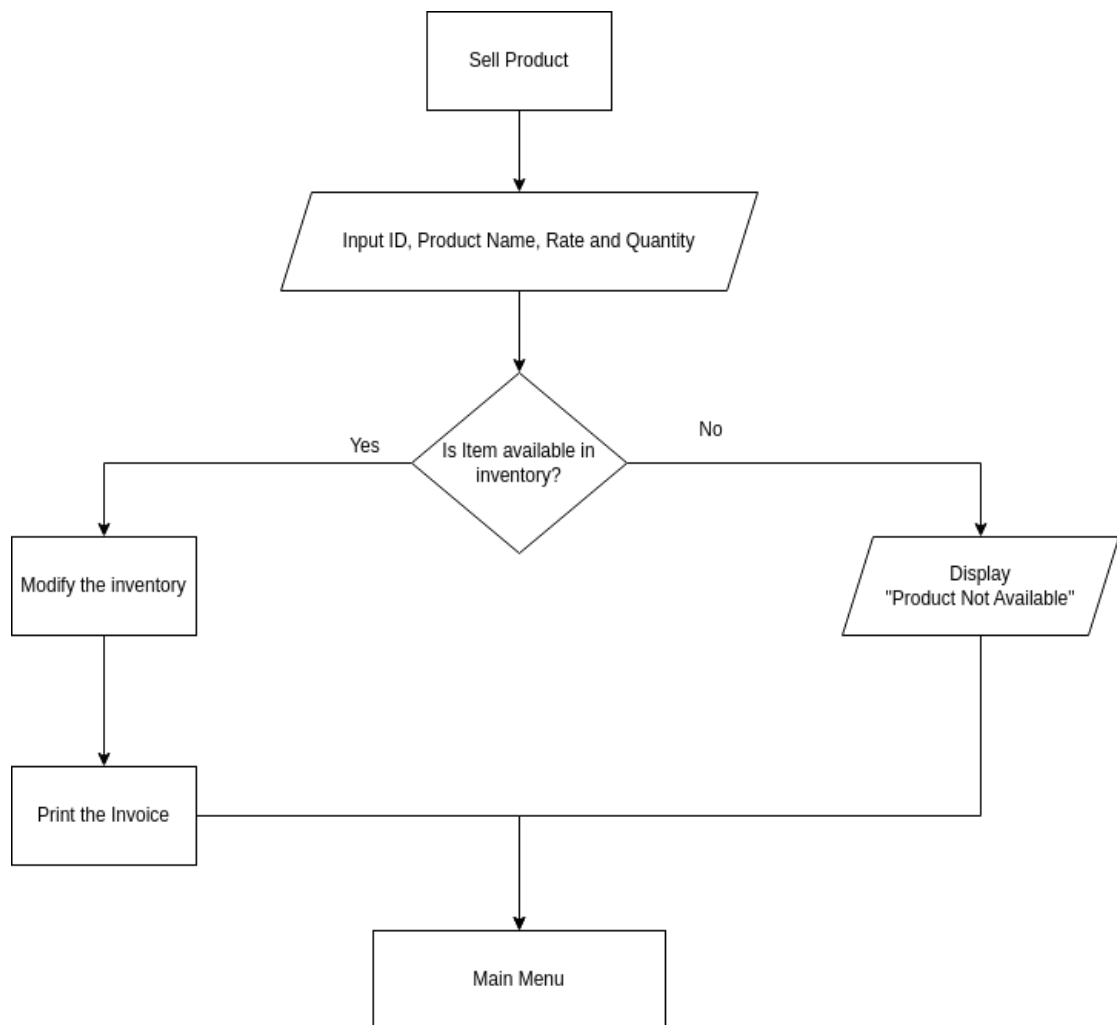 Sell Product
Input ID, Product Name, Rate and Quantity
Yes
No
Is Item available in
inventory?
Modify the inventory
Display
"Product Not Available"
Print the Invoice
Main Menu